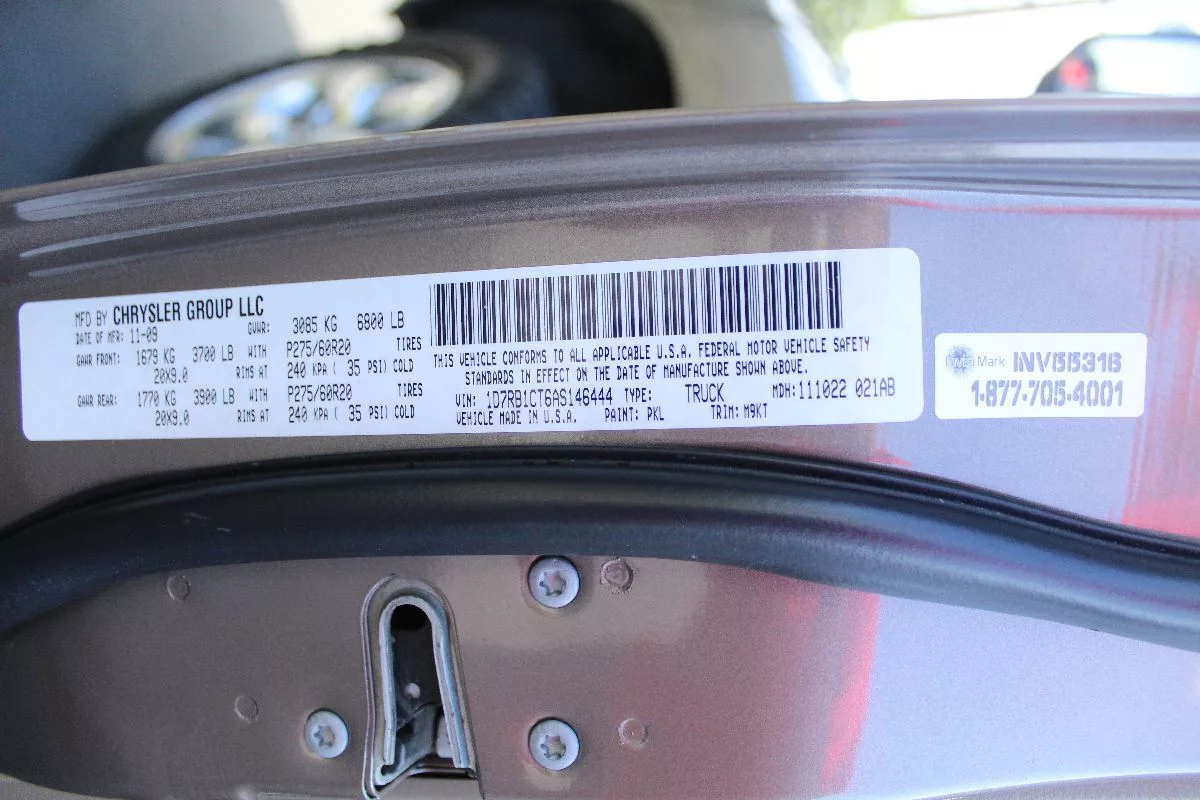 MFD BY CHRYSLER GROUP LLC
DATE OF MFR: 11-09 GVWR: 3085 KG 6800 LB
GAWR FRONT: 1679 KG 3700 LB WITH P275/60R20 TIRES
20X9.0 RIMS AT 240 KPA ( 35 PSI) COLD
GAWR REAR: 1770 KG 3900 LB WITH P275/60R20 TIRES
20X9.0 RIMS AT 240 KPA ( 35 PSI) COLD
THIS VEHICLE CONFORMS TO ALL APPLICABLE U.S.A. FEDERAL MOTOR VEHICLE SAFETY
STANDARDS IN EFFECT ON THE DATE OF MANUFACTURE SHOWN ABOVE.
VIN: 1D7RB1CT6AS146444 TYPE: TRUCK MDH:111022 021AB
VEHICLE MADE IN U.S.A. PAINT: PKL TRIM: M9KT
Mark INV515316
1-877-705-4001